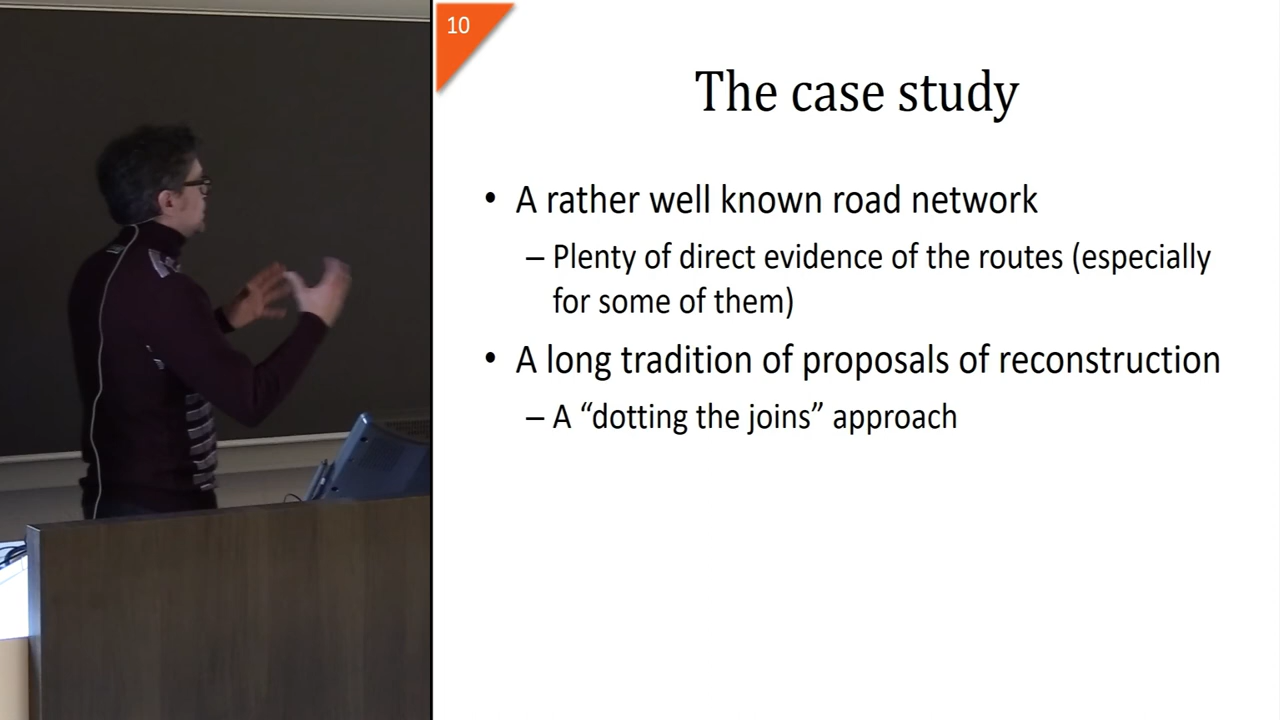 10
The case study
• A rather well known road network
– Plenty of direct evidence of the routes (especially
for some of them)
• A long tradition of proposals of reconstruction
– A “dotting the joins” approach